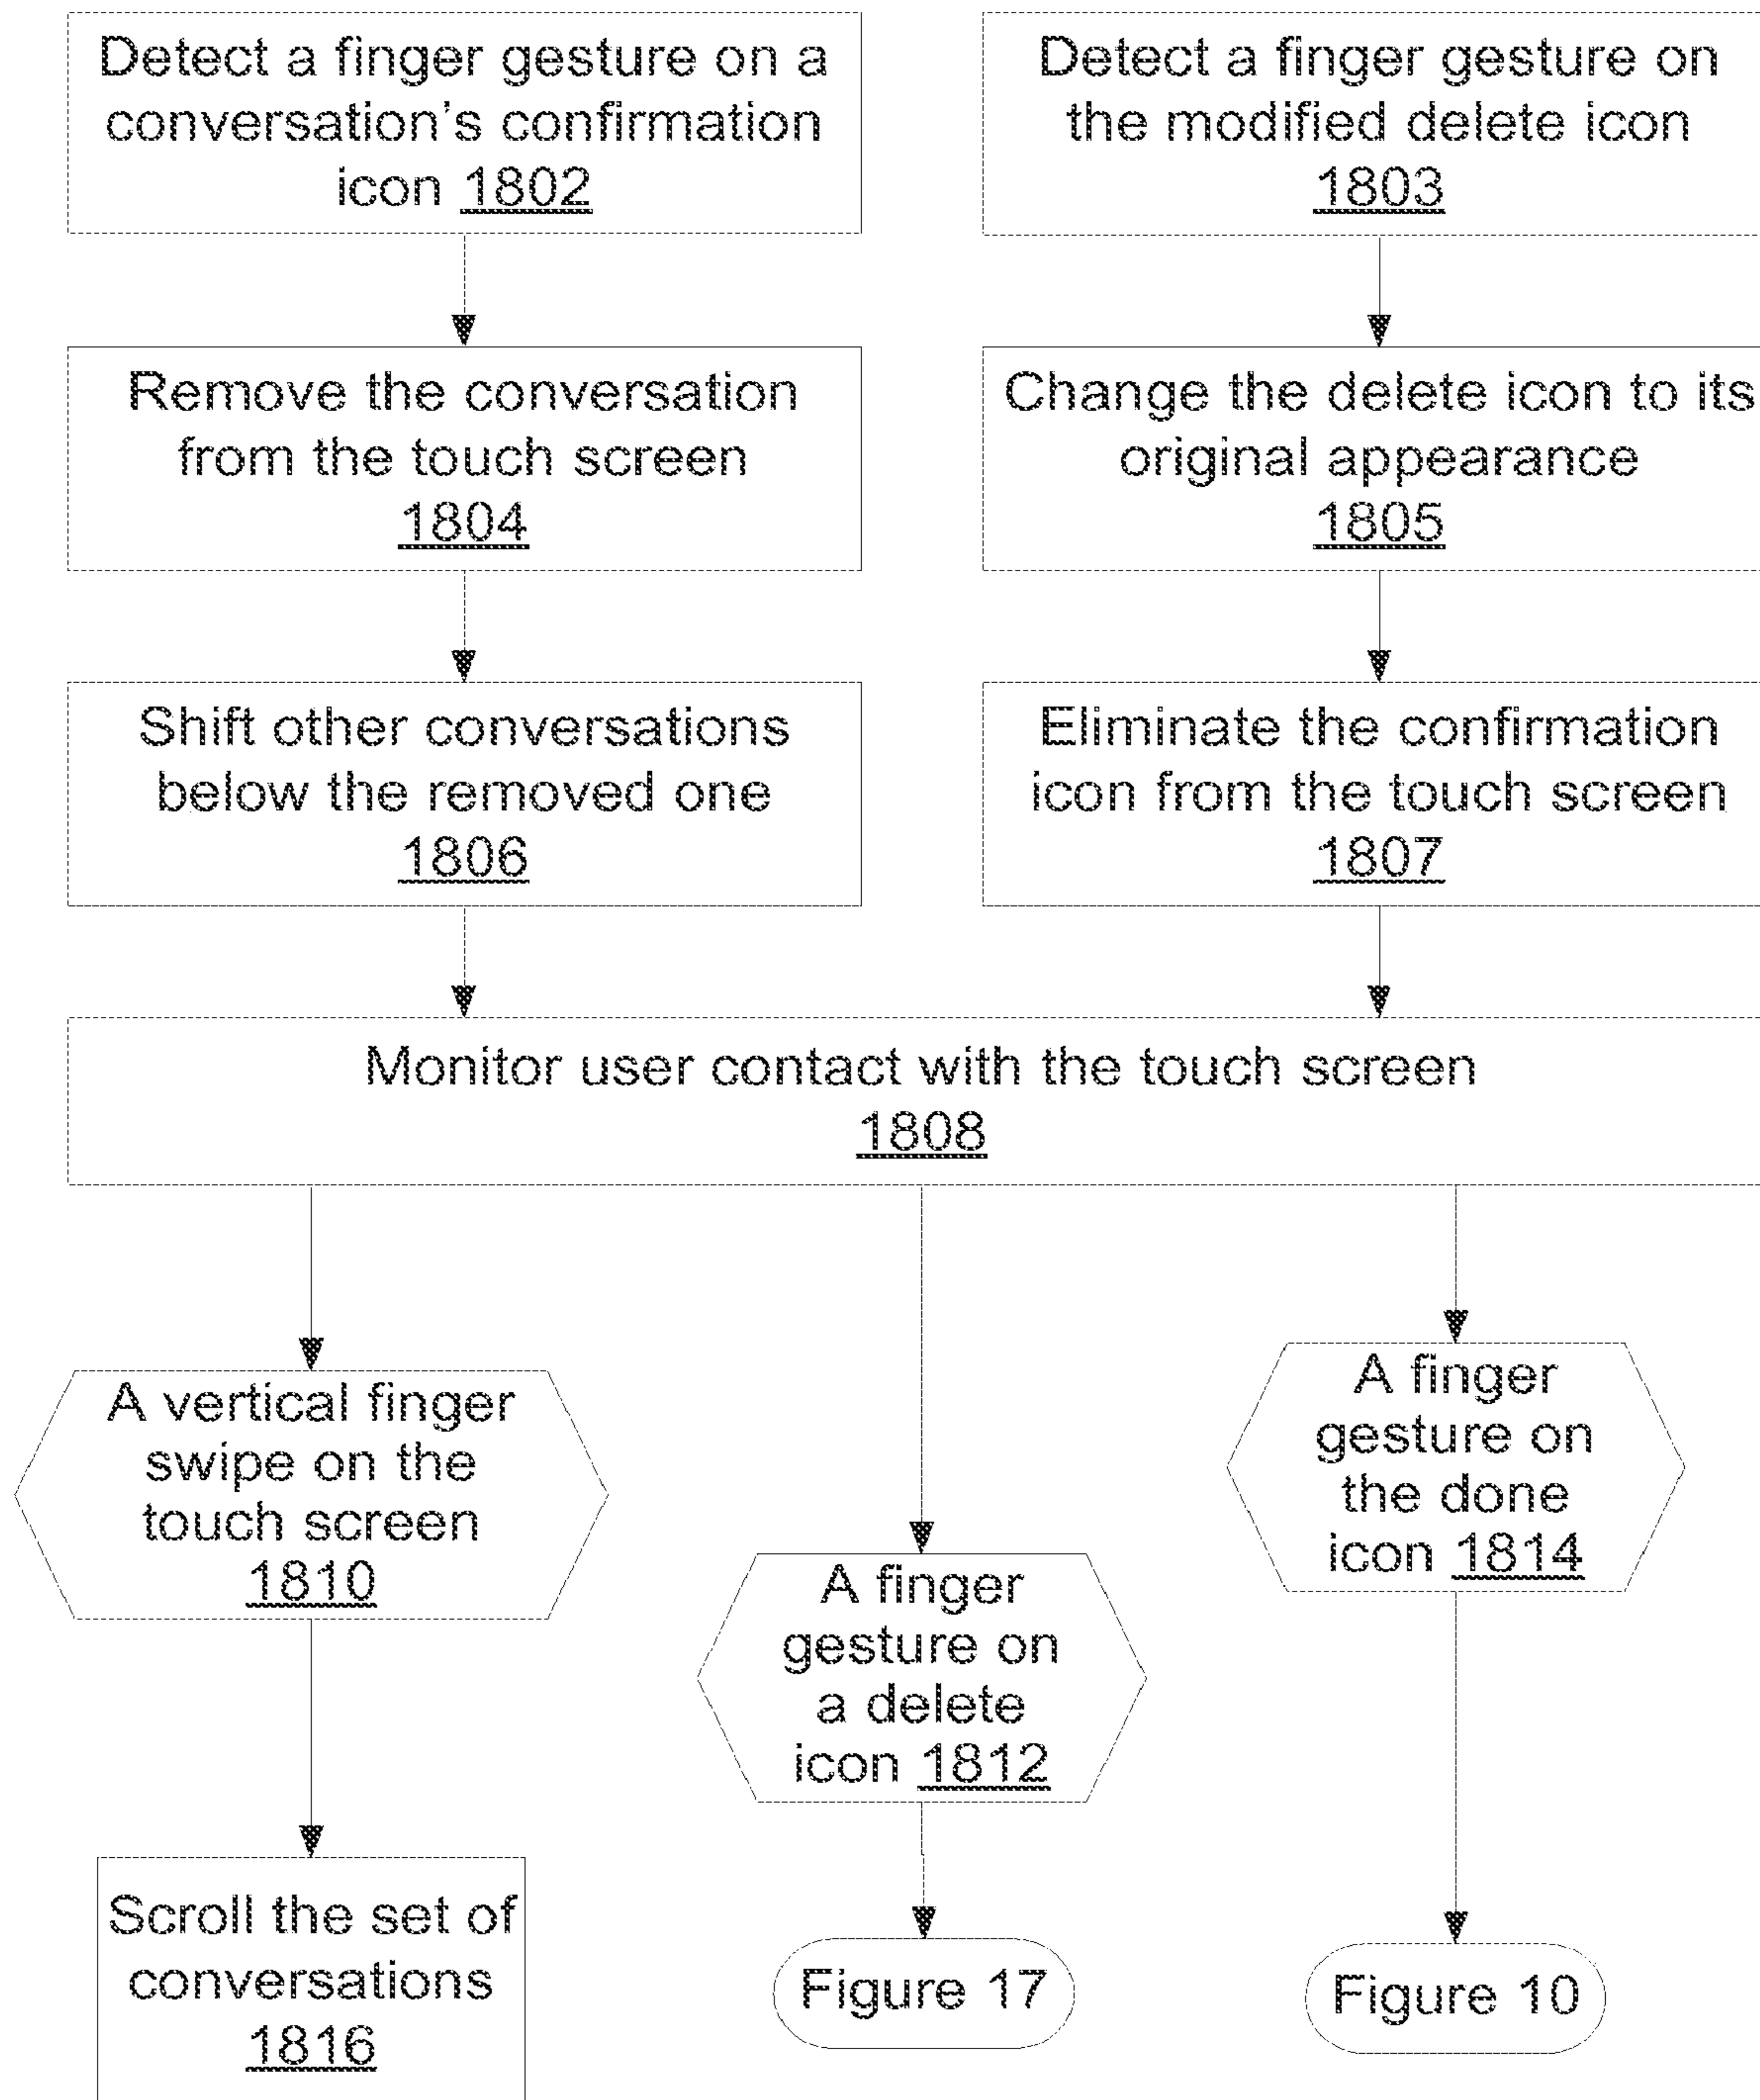 Detect a finger gesture on a
conversation's confirmation
icon 1802
Detect a finger gesture on
the modified delete icon
1803
Remove the conversation
from the touch screen
1804
Change the delete icon to its
original appearance
1805
Shift other conversations
below the removed one
1806
Eliminate the confirmation
icon from the touch screen
1807
Monitor user contact with the touch screen
1808
A vertical finger
swipe on the
touch screen
1810
A finger
gesture on
a delete
icon 1812
A finger
gesture on
the done
icon 1814
Scroll the set of
conversations
1816
Figure 17
Figure 10